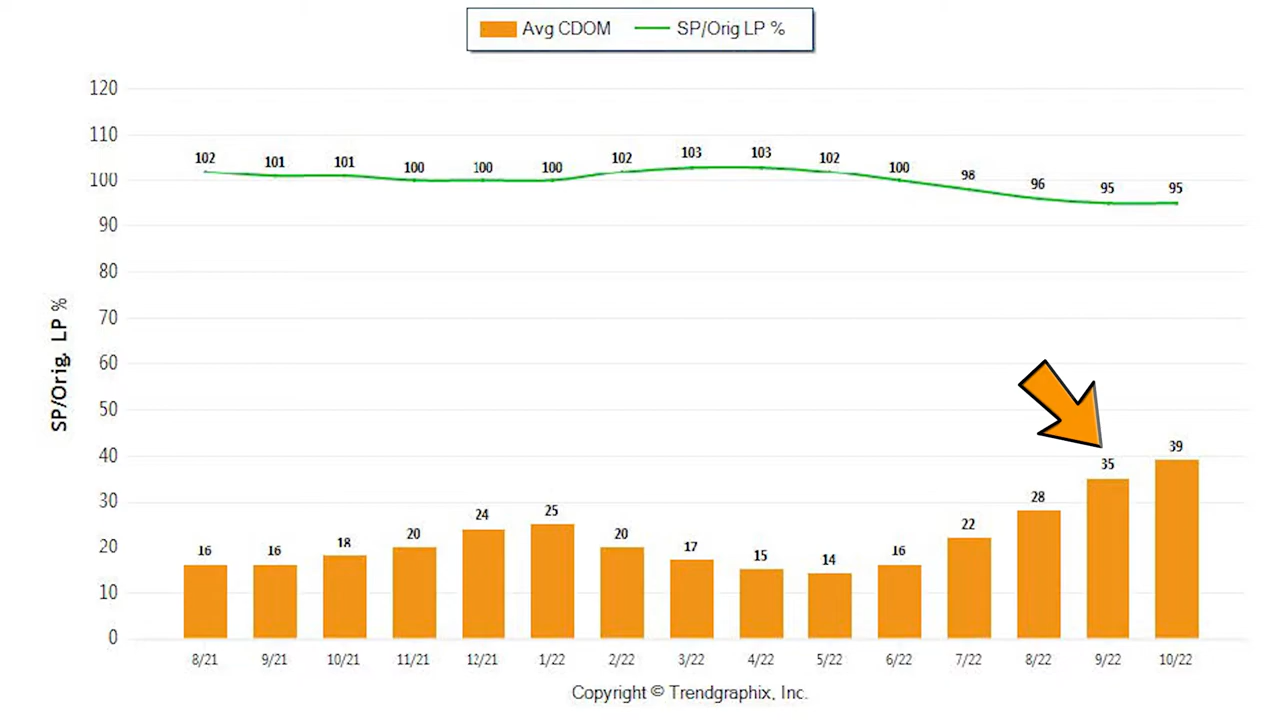 Avg CDOM SP/Orig LP %
120
110
100
90
80
70
60
50
40
30
20
10
0
SP/Orig. LP %
102 101 101 100 100 100 102 103 103 102 100 98 96 95 95
16 16 18 20 24 25 20 17 15 14 16 22 28 35 39
8/21 9/21 10/21 11/21 12/21 1/22 2/22 3/22 4/22 5/22 6/22 7/22 8/22 9/22 10/22
Copyright © Trendgraphix, Inc.